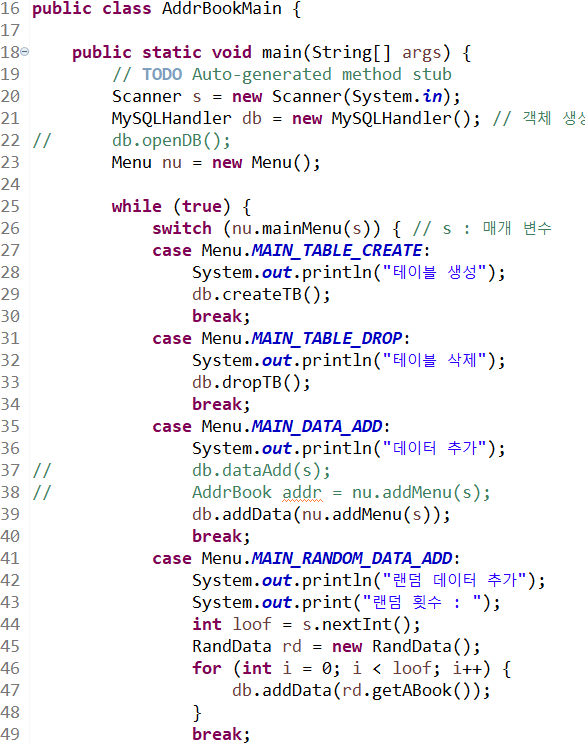 16 public class AddrBookMain {
17
18 public static void main(String[] args) {
19 // TODO Auto-generated method stub
20 Scanner s = new Scanner(System.in);
21 MySQLHandler db = new MySQLHandler(); // 객체 생성
22 // db.openDB();
23 Menu nu = new Menu();
24
25 while (true) {
26 switch (nu.mainMenu(s)) { // s : 매개 변수
27 case Menu.MAIN_TABLE_CREATE:
28 System.out.println("테이블 생성");
29 db.createTB();
30 break;
31 case Menu.MAIN_TABLE_DROP:
32 System.out.println("테이블 삭제");
33 db.dropTB();
34 break;
35 case Menu.MAIN_DATA_ADD:
36 System.out.println("데이터 추가");
37 // db.dataAdd(s);
38 // AddrBook addr = nu.addMenu(s);
39 db.addData(nu.addMenu(s));
40 break;
41 case Menu.MAIN_RANDOM_DATA_ADD:
42 System.out.println("랜덤 데이터 추가");
43 System.out.print("랜덤 횟수 : ");
44 int loof = s.nextInt();
45 RandData rd = new RandData();
46 for (int i = 0; i < loof; i++) {
47 db.addData(rd.getABook());
48 }
49 break;